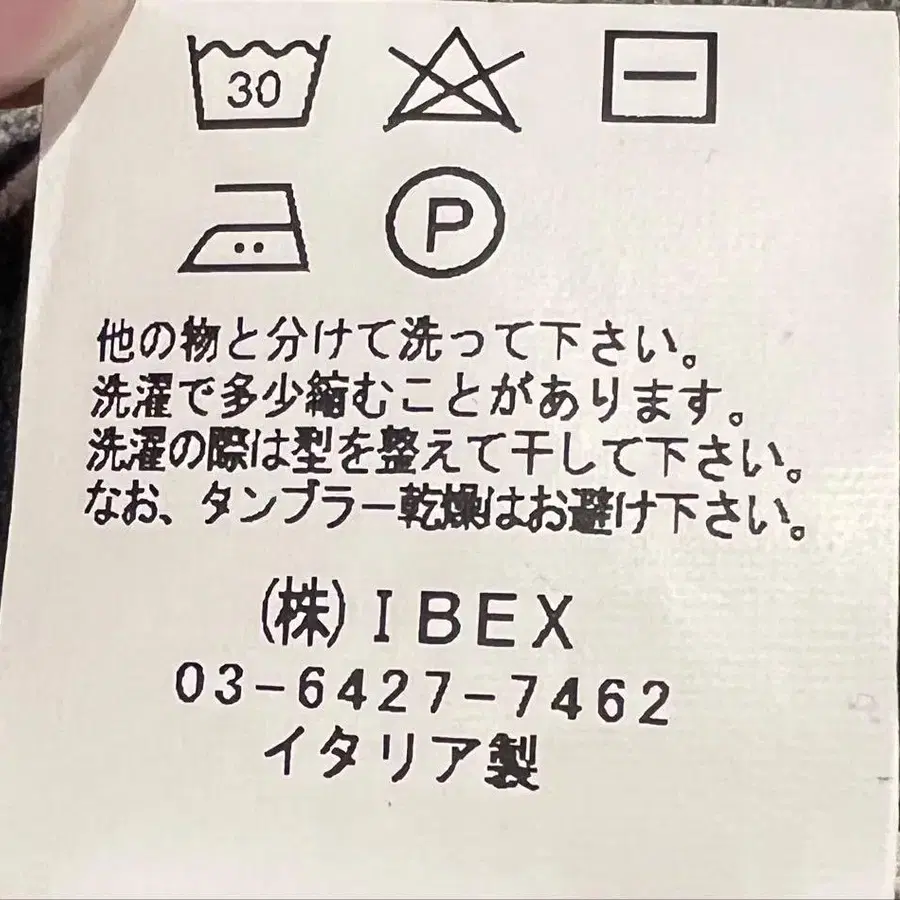 30
P
他の物と分けて洗って下さい。
洗濯で多少縮むことがあります。
洗濯の際は型を整えて干して下さい。
なお、タンブラー乾燥はお避け下さい。
(株)IBEX
03-6427-7462
イタリア製